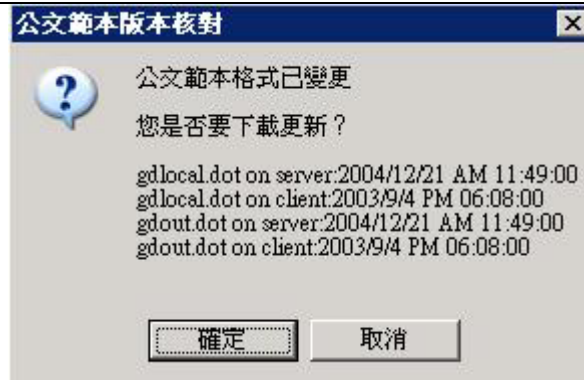 公文範本版本核對
公文範本格式已變更
您是否要下載更新？
gdlocal.dot on server:2004/12/21 AM 11:49:00
gdlocal.dot on client:2003/9/4 PM 06:08:00
gdout.dot on server:2004/12/21 AM 11:49:00
gdout.dot on client:2003/9/4 PM 06:08:00
確定
取消